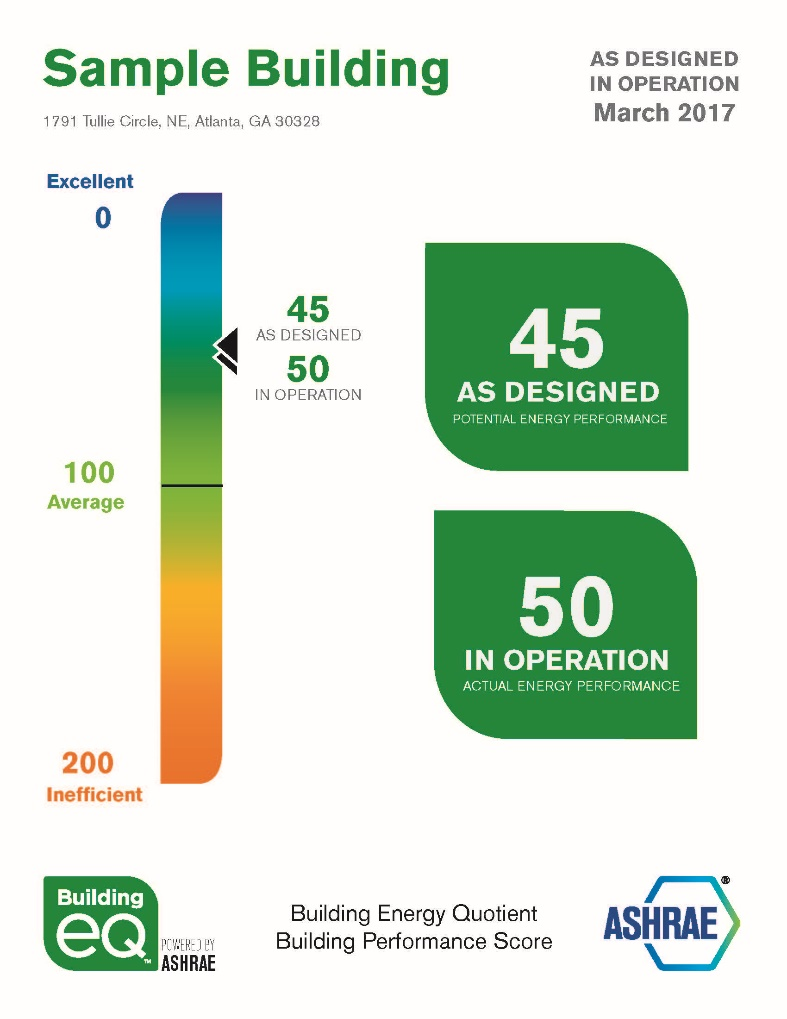 Sample Building
1791 Tullie Circle, NE, Atlanta, GA 30328
AS DESIGNED
IN OPERATION
March 2017
Excellent
0
45
AS DESIGNED
50
IN OPERATION
100
Average
200
Inefficient
45
AS DESIGNED
POTENTIAL ENERGY PERFORMANCE
50
IN OPERATION
ACTUAL ENERGY PERFORMANCE
Building
eQ™
POWERED BY
ASHRAE
Building Energy Quotient
Building Performance Score
ASHRAE®